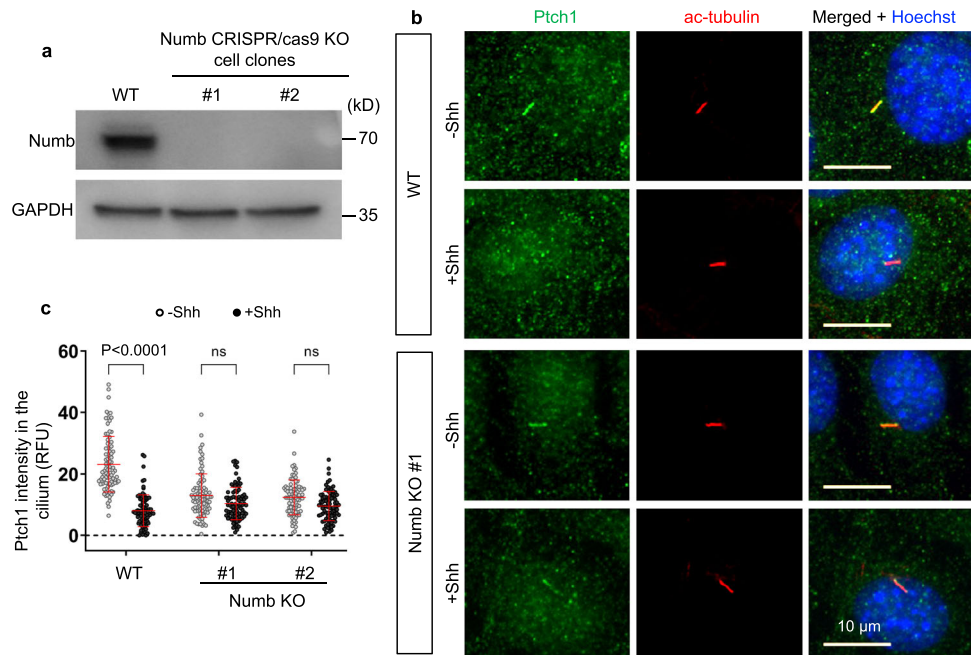 a
Numb CRISPR/cas9 KO
cell clones
WT
#1
#2
(kD)
Numb
70
GAPDH
35
b
Ptch1
ac-tubulin
Merged + Hoechst
WT
-Shh
+Shh
Numb KO #1
-Shh
+Shh
10 µm
c
-Shh
+Shh
P<0.0001
ns
ns
Ptch1 intensity in the
cilium (RFU)
60
40
20
0
WT
#1
#2
Numb KO